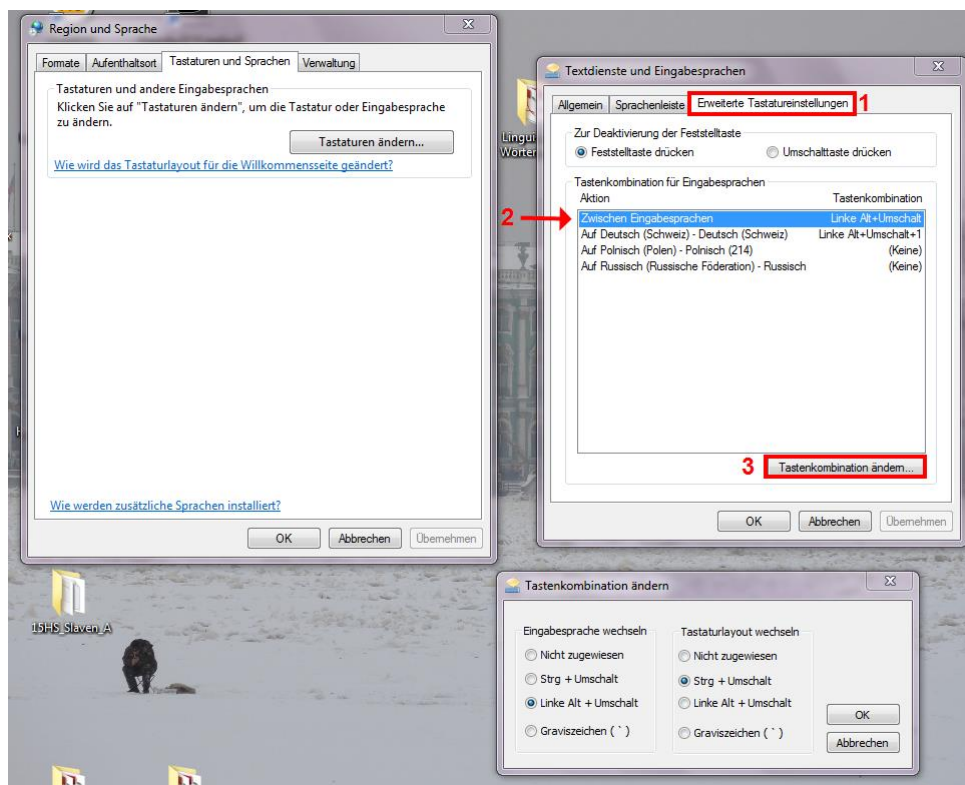 Region und Sprache
Formate Aufenthaltsort Tastaturen und Sprachen Verwaltung
Tastaturen und andere Eingabesprachen
Klicken Sie auf "Tastaturen ändern", um die Tastatur oder Eingabesprache
zu ändern.
Tastaturen ändern...
Wie wird das Tastaturlayout für die Willkommensseite geändert?
Wie werden zusätzliche Sprachen installiert?
OK Abbrechen Übernehmen
Textdienste und Eingabesprachen
Allgemein Sprachenleiste Erweiterte Tastatureinstellungen 1
Zur Deaktivierung der Feststelltaste
Feststelltaste drücken Umschalttaste drücken
Tastenkombination für Eingabesprachen
Aktion Tastenkombination
2 Zwischen Eingabesprachen Linke Alt+Umschalt
Auf Deutsch (Schweiz) - Deutsch (Schweiz) Linke Alt+Umschalt+1
Auf Polnisch (Polen) - Polnisch (214) (Keine)
Auf Russisch (Russische Föderation) - Russisch (Keine)
3 Tastenkombination ändern...
OK Abbrechen Übernehmen
15HS_Slaven_A
Tastenkombination ändern
Eingabesprache wechseln Tastaturlayout wechseln
Nicht zugewiesen Nicht zugewiesen
Strg + Umschalt Strg + Umschalt
Linke Alt + Umschalt Linke Alt + Umschalt
Graviszeichen ( ` ) Graviszeichen ( ` )
OK
Abbrechen